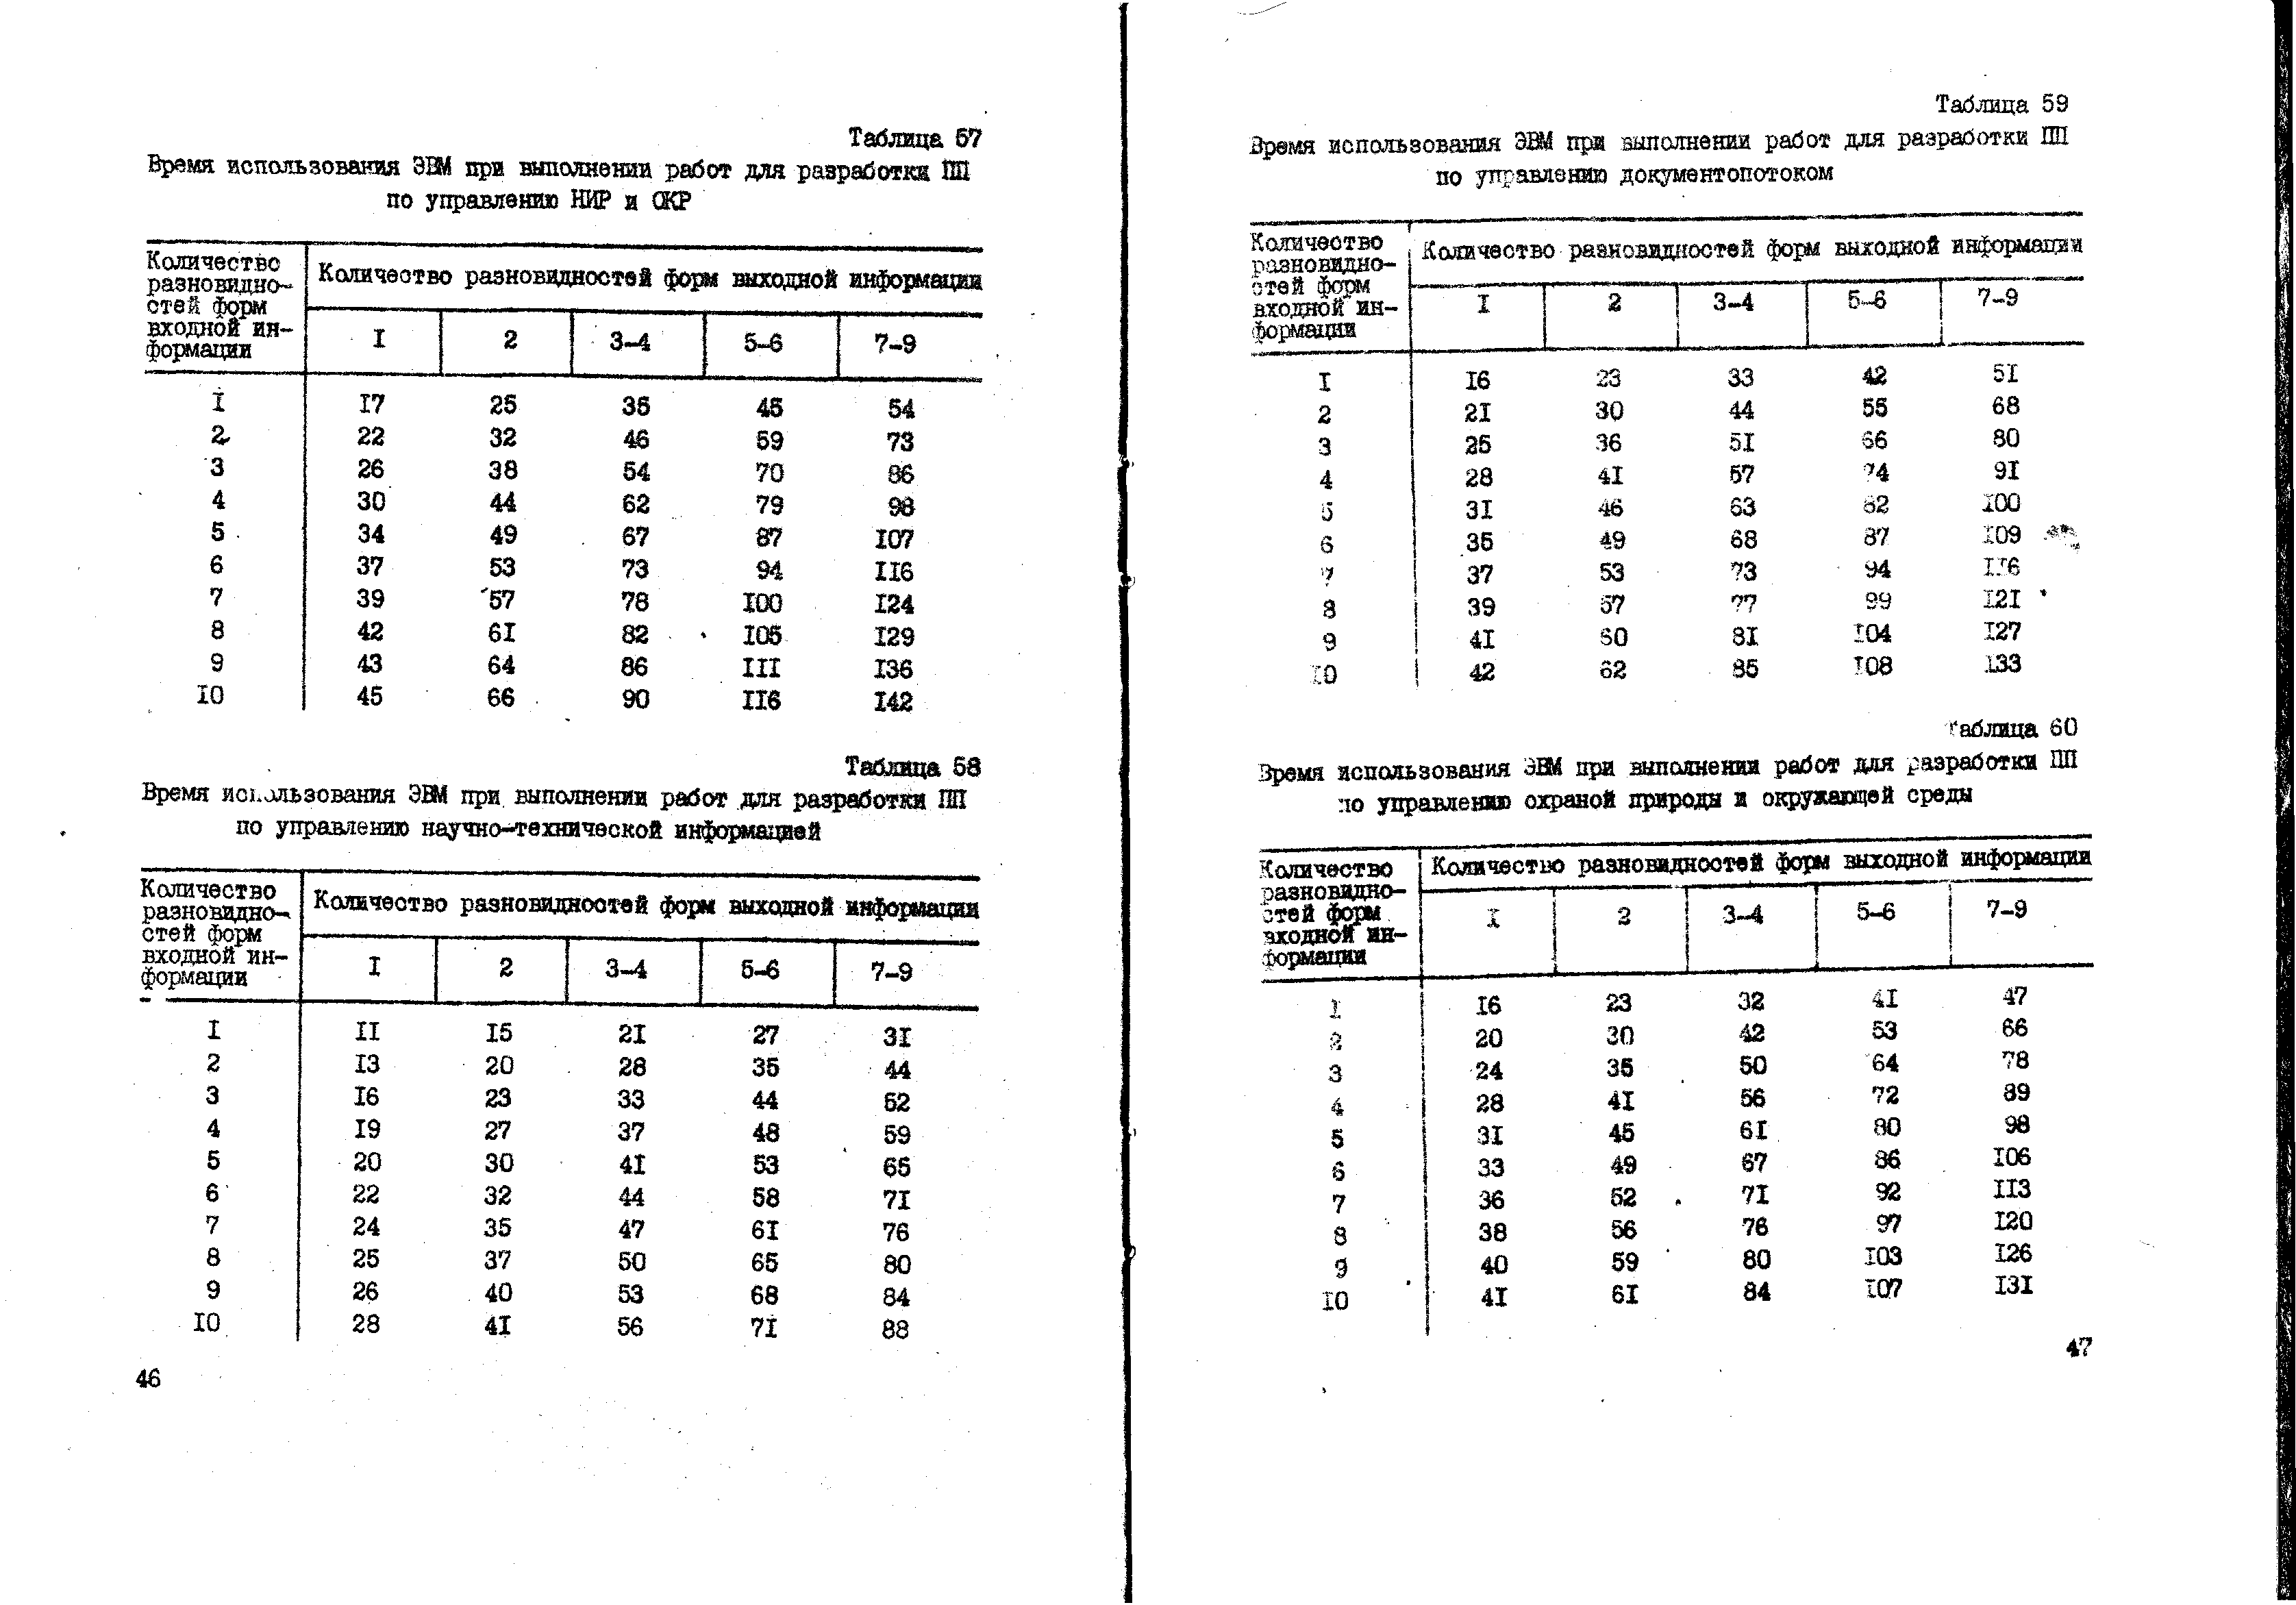 Таблица 57
Время использования ЭВМ при выполнении работ для разработки ПП
по управлению НИР и ОКР
Количество
разновидно-
стей форм
входной ин-
формации
Количество разновидностей форм выходной информации
I 2 3-4 5-6 7-9
I I7 25 35 45 54
2 22 32 46 59 73
3 26 38 54 70 86
4 30 44 62 79 98
5 34 49 67 87 I07
6 37 53 73 94 II6
7 39 57 78 I00 I24
8 42 6I 82 I05 I29
9 43 64 86 III I36
I0 45 66 90 II6 I42
Таблица 58
Время использования ЭВМ при выполнении работ для разработки ПП
по управлению научно-технической информацией
Количество
разновидно-
стей форм
входной ин-
формации
Количество разновидностей форм выходной информации
I 2 3-4 5-6 7-9
I II I5 2I 27 3I
2 I3 20 28 35 44
3 I6 23 33 44 52
4 I9 27 37 48 59
5 20 30 4I 53 65
6 22 32 44 58 7I
7 24 35 47 6I 76
8 25 37 50 65 80
9 26 40 53 68 84
I0 28 4I 56 7I 88
46
Таблица 59
Время использования ЭВМ при выполнении работ для разработки ПП
по управлению документопотоком
Количество
разновидно-
стей форм
входной ин-
формации
Количество разновидностей форм выходной информации
I 2 3-4 5-6 7-9
I I6 23 33 42 5I
2 2I 30 44 55 68
3 25 36 5I 66 80
4 28 4I 57 74 9I
5 3I 46 63 82 I00
6 35 49 68 87 I09
7 37 53 73 94 II6
8 39 57 77 99 I2I
9 4I 60 8I I04 I27
I0 42 62 85 I08 I33
Таблица 60
Время использования ЭВМ при выполнении работ для разработки ПП
по управлению охраной природы и окружающей среды
Количество
разновидно-
стей форм
входной ин-
формации
Количество разновидностей форм выходной информации
I 2 3-4 5-6 7-9
I I6 23 32 4I 47
2 20 30 42 53 66
3 24 35 50 64 78
4 28 4I 56 72 89
5 3I 45 6I 80 98
6 33 49 67 86 I06
7 36 52 7I 92 II3
8 38 56 76 97 I20
9 40 59 80 I03 I26
I0 4I 6I 84 I07 I3I
47